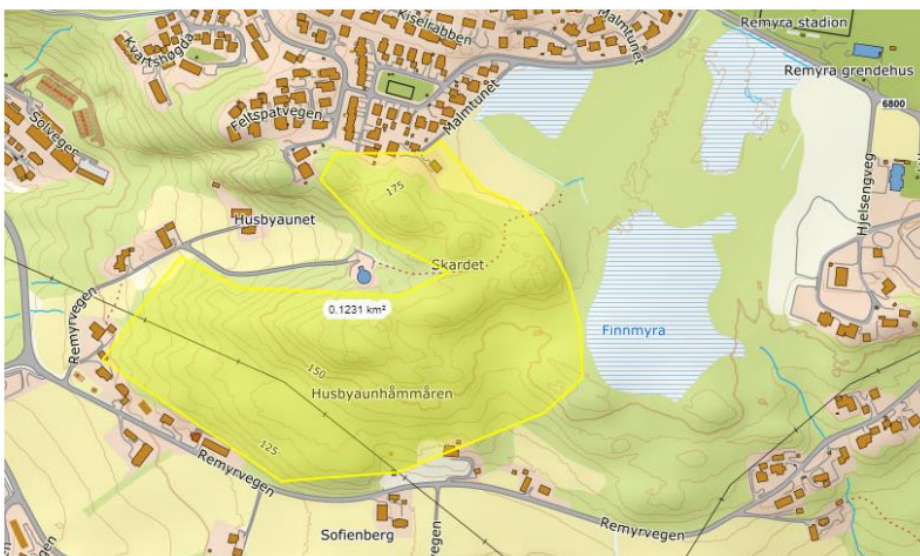 Kiselrabben
Malmtunet
Remyra stadion
Kvartshøgda
Remyra grendehus
6800
Feltspatvegen
Malmtunet
Hjelsengveg
175
Husbyaunet
Skardet
0.1231 km²
Remyrvegen
Finnmyra
150
Husbyaunhåmmåren
125
Remyrvegen
Sofienberg
Remyrvegen